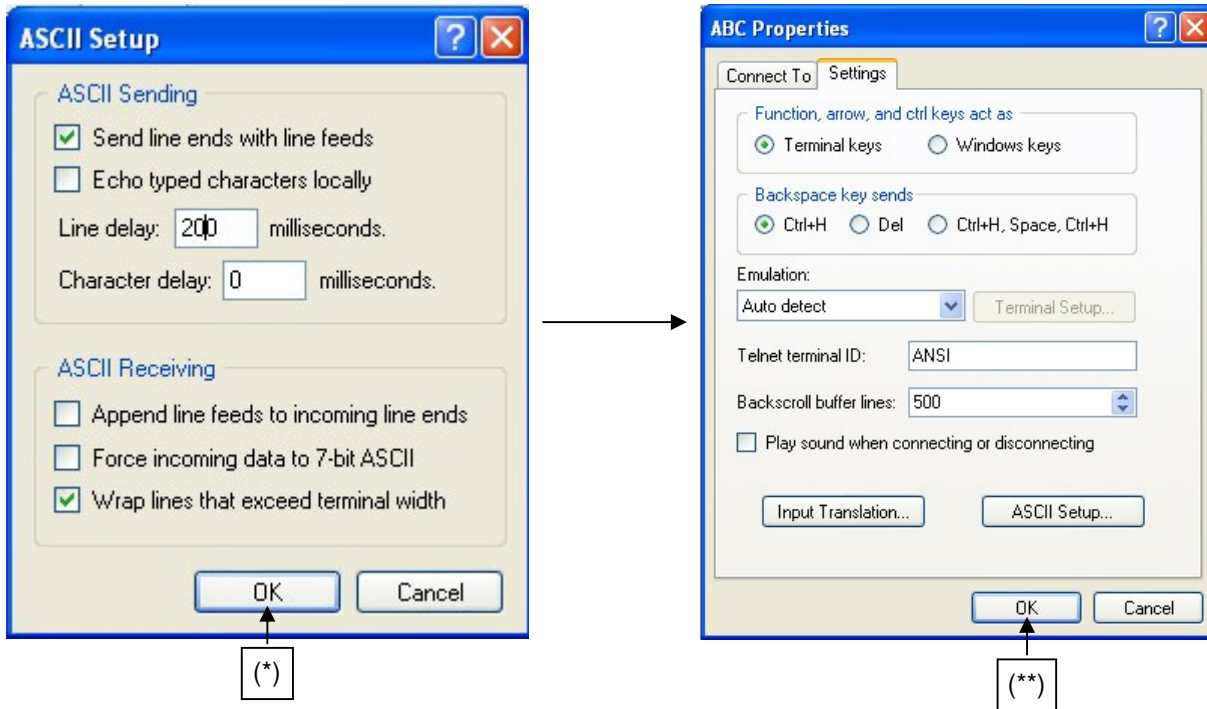 ASCII Setup
ASCII Sending
Send line ends with line feeds
Echo typed characters locally
Line delay: 200 milliseconds.
Character delay: 0 milliseconds.
ASCII Receiving
Append line feeds to incoming line ends
Force incoming data to 7-bit ASCII
Wrap lines that exceed terminal width
OK Cancel
(*)
ABC Properties
Connect To Settings
Function, arrow, and ctrl keys act as
Terminal keys Windows keys
Backspace key sends
Ctrl+H Del Ctrl+H, Space, Ctrl+H
Emulation:
Auto detect Terminal Setup...
Telnet terminal ID: ANSI
Backscroll buffer lines: 500
Play sound when connecting or disconnecting
Input Translation... ASCII Setup...
OK Cancel
(**)